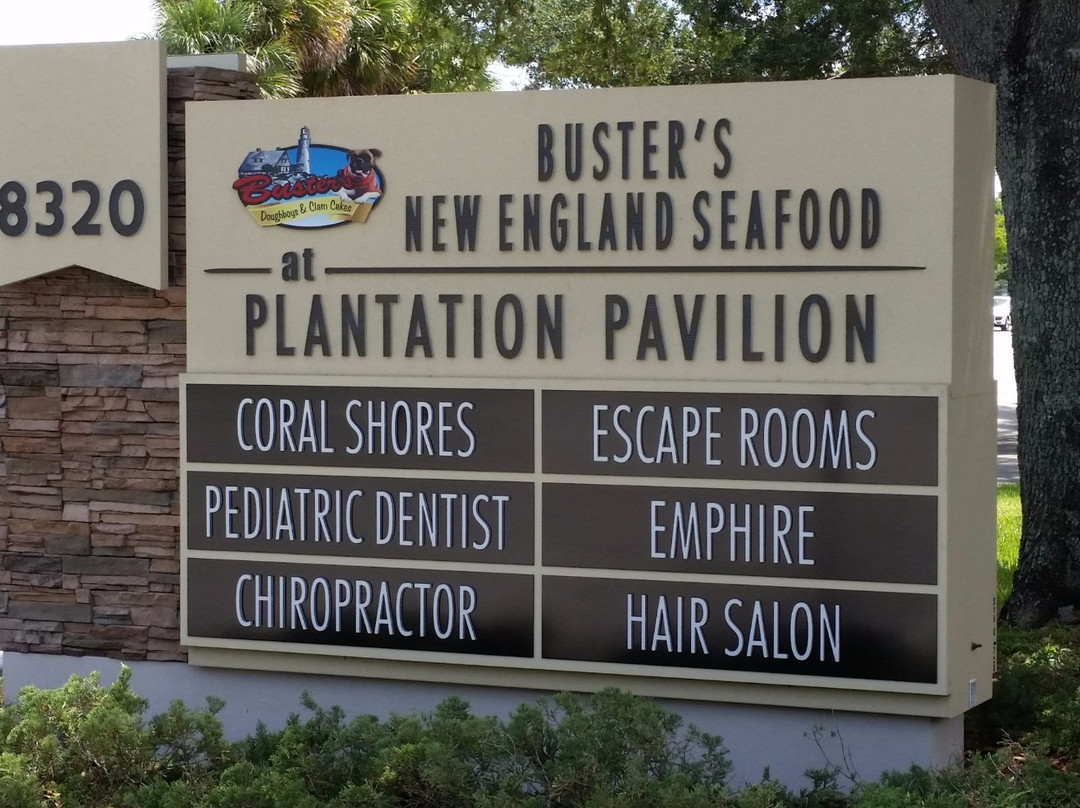 8320
Buster's
Doughboys & Clam Cakes
BUSTER'S
NEW ENGLAND SEAFOOD
at
PLANTATION PAVILION
CORAL SHORES
ESCAPE ROOMS
PEDIATRIC DENTIST
EMPHIRE
CHIROPRACTOR
HAIR SALON